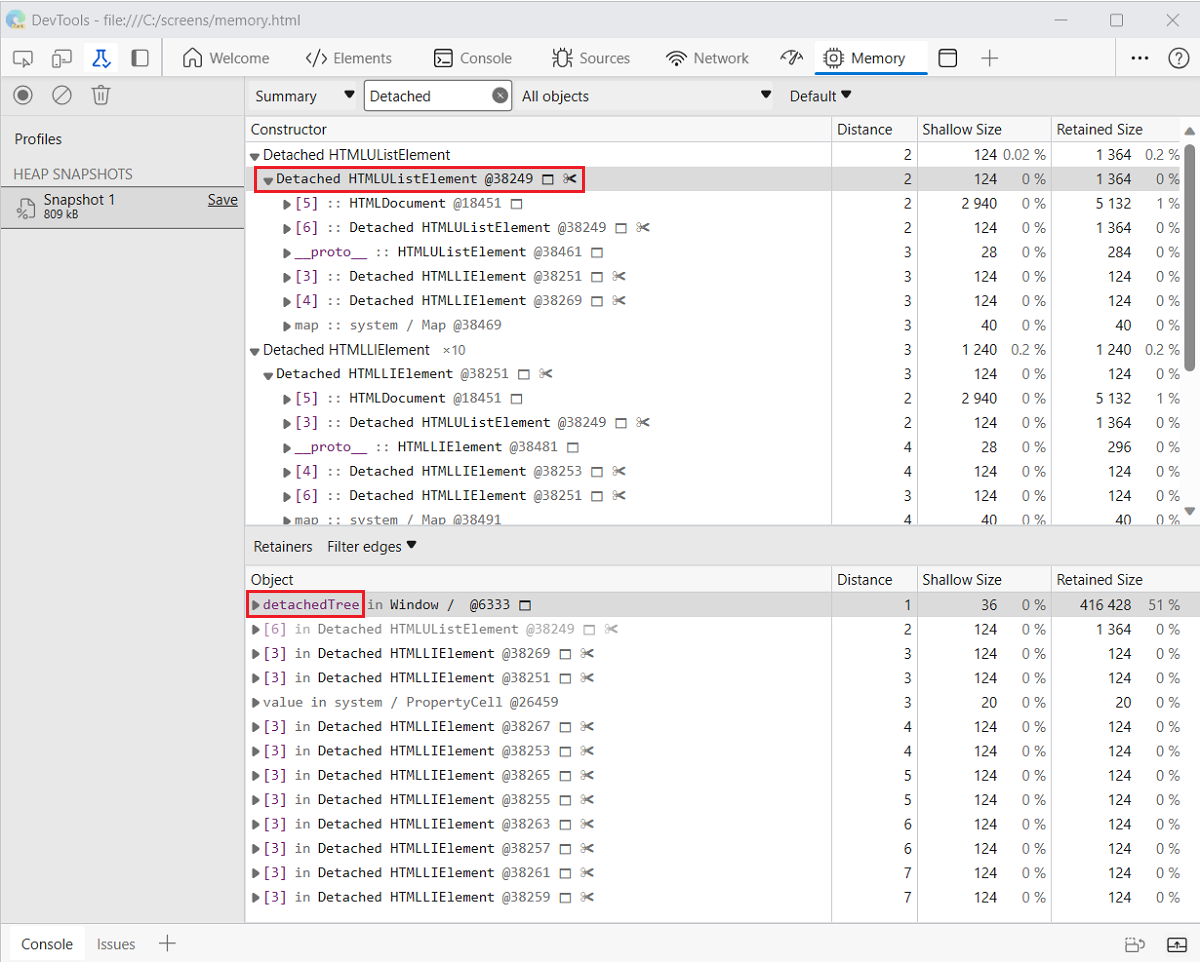 DevTools - file:///C:/screens/memory.html
Welcome Elements Console Sources Network Memory
Summary Detached All objects Default
Profiles
HEAP SNAPSHOTS
Snapshot 1 Save
809 kB
Constructor Distance Shallow Size Retained Size
Detached HTMLUListElement 2 124 0.02 % 1 364 0.2 %
Detached HTMLUListElement @38249 2 124 0 % 1 364 0 %
[5] :: HTMLDocument @18451 2 2 940 0 % 5 132 1 %
[6] :: Detached HTMLUListElement @38249 2 124 0 % 1 364 0 %
__proto__ :: HTMLUListElement @38461 3 28 0 % 284 0 %
[3] :: Detached HTMLLIElement @38251 3 124 0 % 124 0 %
[4] :: Detached HTMLLIElement @38269 3 124 0 % 124 0 %
map :: system / Map @38469 3 40 0 % 40 0 %
Detached HTMLLIElement ×10 3 1 240 0.2 % 1 240 0.2 %
Detached HTMLLIElement @38251 3 124 0 % 124 0 %
[5] :: HTMLDocument @18451 2 2 940 0 % 5 132 1 %
[3] :: Detached HTMLUListElement @38249 2 124 0 % 1 364 0 %
__proto__ :: HTMLLIElement @38481 4 28 0 % 296 0 %
[4] :: Detached HTMLLIElement @38253 4 124 0 % 124 0 %
[6] :: Detached HTMLLIElement @38251 3 124 0 % 124 0 %
map :: system / Map @38491 4 40 0 % 40 0 %
Retainers Filter edges
Object Distance Shallow Size Retained Size
detachedTree in Window / @6333 1 36 0 % 416 428 51 %
[6] in Detached HTMLUListElement @38249 2 124 0 % 1 364 0 %
[3] in Detached HTMLLIElement @38269 3 124 0 % 124 0 %
[3] in Detached HTMLLIElement @38251 3 124 0 % 124 0 %
value in system / PropertyCell @26459 3 20 0 % 20 0 %
[3] in Detached HTMLLIElement @38267 4 124 0 % 124 0 %
[3] in Detached HTMLLIElement @38253 4 124 0 % 124 0 %
[3] in Detached HTMLLIElement @38265 5 124 0 % 124 0 %
[3] in Detached HTMLLIElement @38255 5 124 0 % 124 0 %
[3] in Detached HTMLLIElement @38263 6 124 0 % 124 0 %
[3] in Detached HTMLLIElement @38257 6 124 0 % 124 0 %
[3] in Detached HTMLLIElement @38261 7 124 0 % 124 0 %
[3] in Detached HTMLLIElement @38259 7 124 0 % 124 0 %
Console Issues